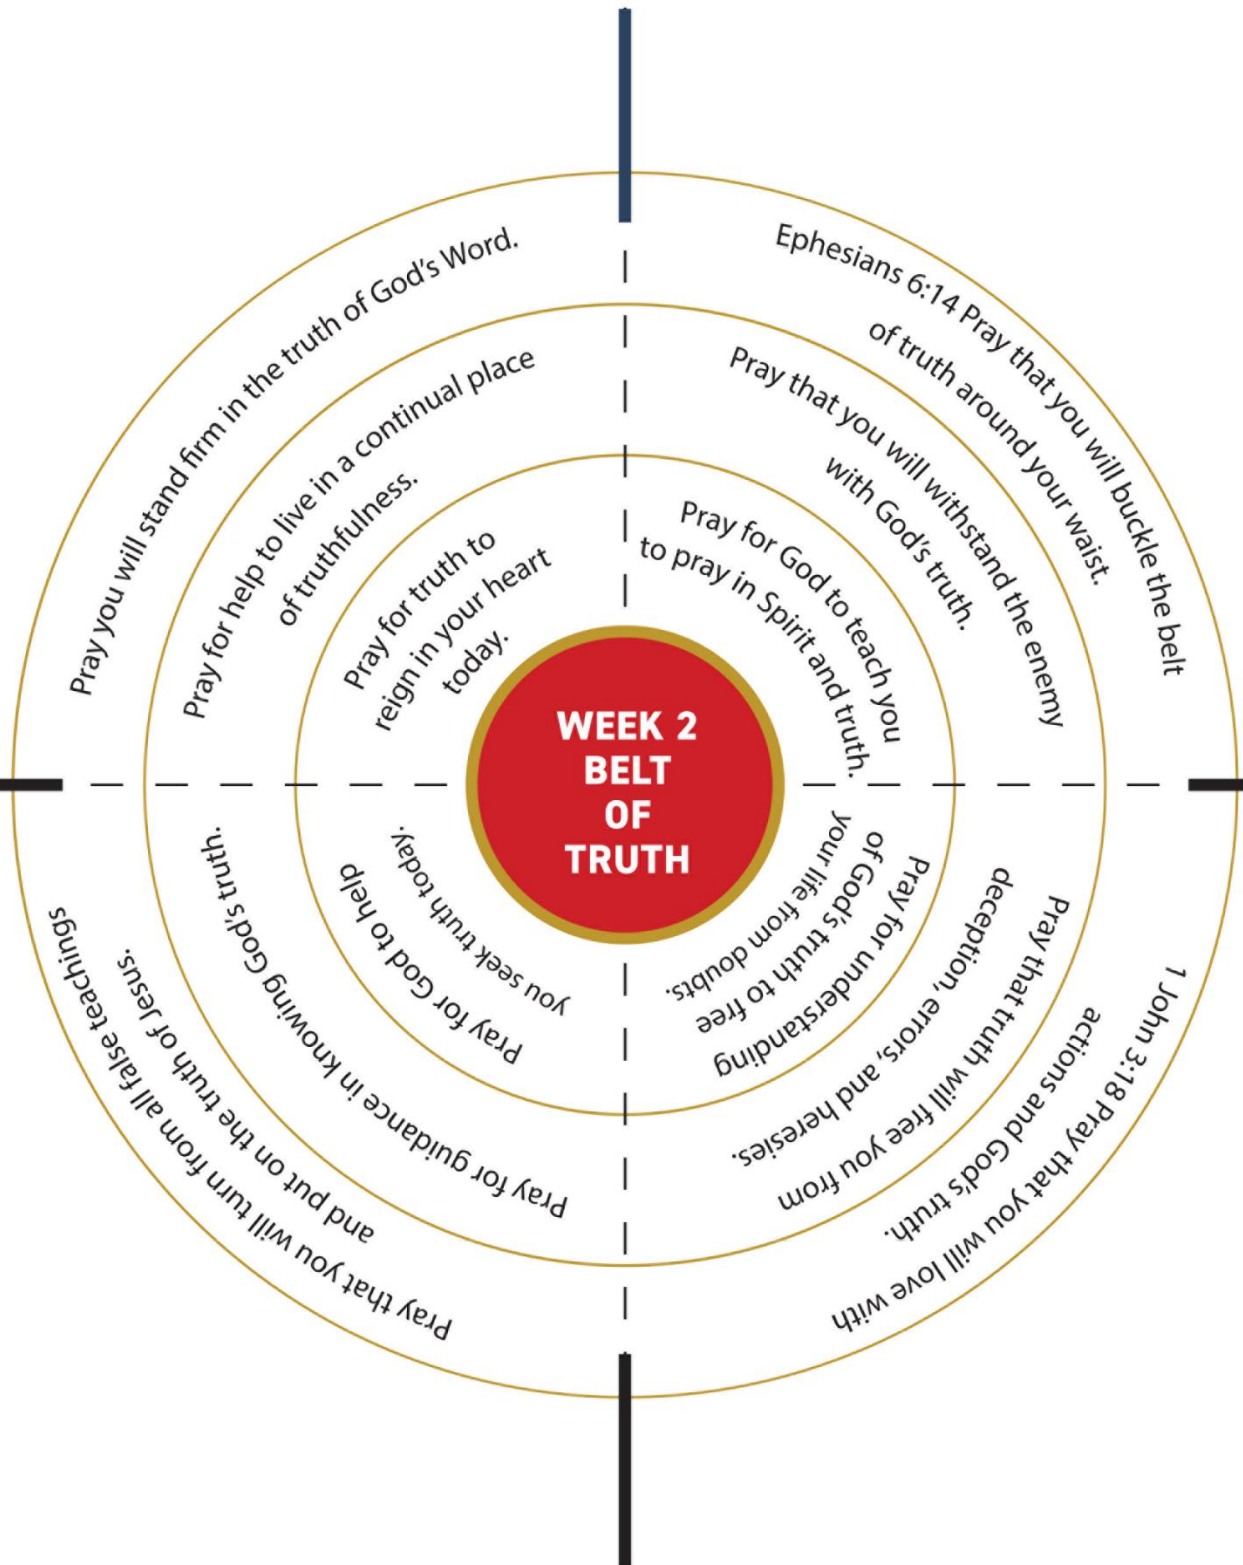 WEEK 2
BELT
OF
TRUTH
Ephesians 6:14 Pray that you will buckle the belt
of truth around your waist.
Pray that you will withstand the enemy
with God's truth.
Pray for God to teach you
to pray in Spirit and truth.
1 John 3:18 Pray that you will love with
actions and God's truth.
Pray that truth will free you from
deception, errors, and heresies.
Pray for understanding
of God's truth to free
your life from doubts.
Pray that you will turn from all false teachings
and put on the truth of Jesus.
Pray for guidance in knowing God's truth.
Pray for God to help
you seek truth today.
Pray you will stand firm in the truth of God's Word.
Pray for help to live in a continual place
of truthfulness.
Pray for truth to
reign in your heart
today.